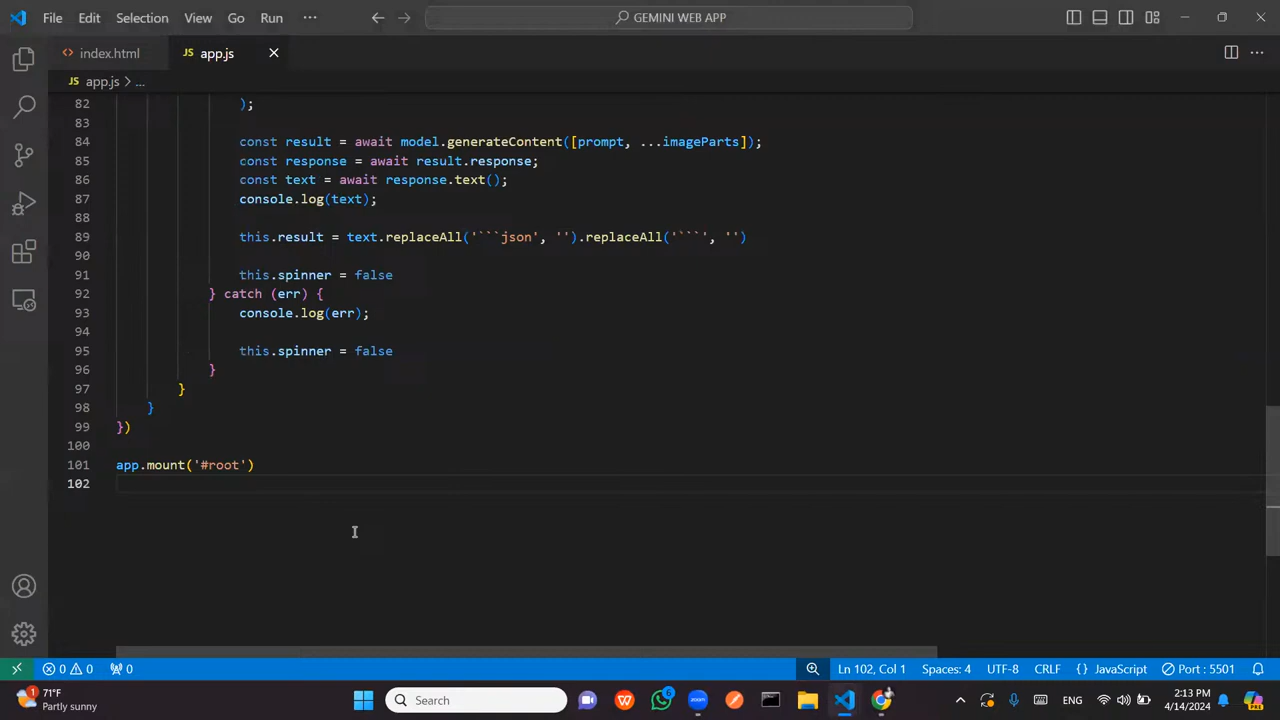 File Edit Selection View Go Run ··· GEMINI WEB APP
index.html JS app.js
JS app.js > ...
82 );
83
84 const result = await model.generateContent([prompt, ...imageParts]);
85 const response = await result.response;
86 const text = await response.text();
87 console.log(text);
88
89 this.result = text.replaceAll('```json', '').replaceAll('```', '')
90
91 this.spinner = false
92 } catch (err) {
93 console.log(err);
94
95 this.spinner = false
96 }
97 }
98 }
99 })
100
101 app.mount('#root')
102
0 0 0 Ln 102, Col 1 Spaces: 4 UTF-8 CRLF {} JavaScript Port : 5501
1 71°F Partly sunny Search 6 zoom ENG 2:13 PM 4/14/2024 PRE